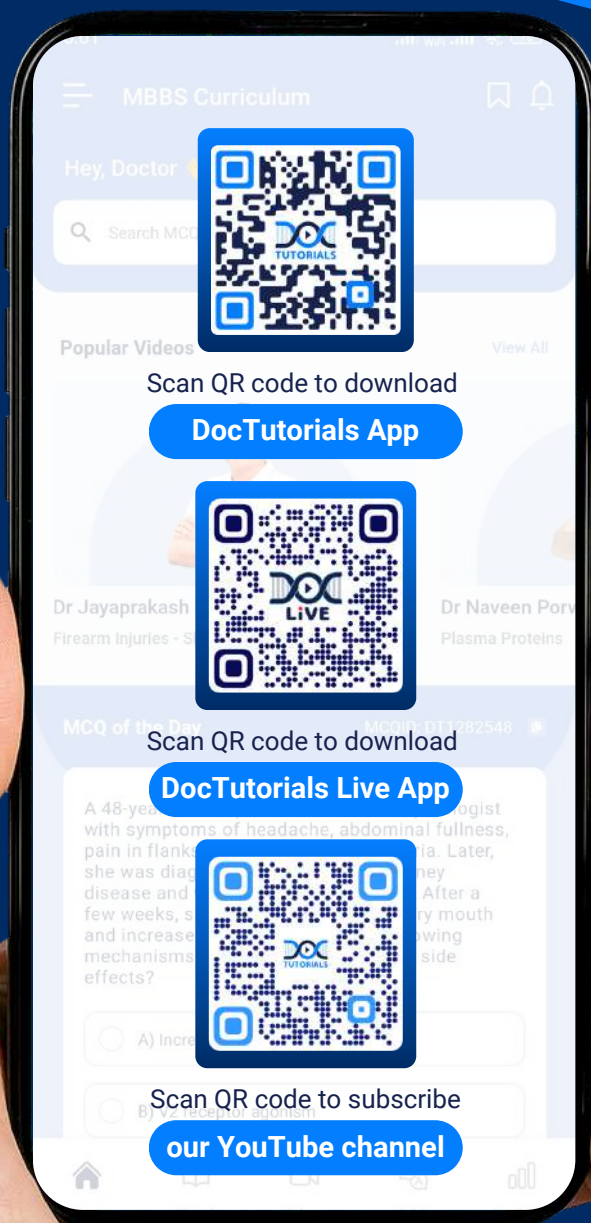 MBBS Curriculum
Hey, Doctor
Search MCQ
DOC
TUTORIALS
Popular Videos
View All
Scan QR code to download
DocTutorials App
DOC
LiVE
Dr Jayaprakash
Dr Naveen Porw
Firearm Injuries - S
Plasma Proteins
MCQ of the Day
MCQID: DT1282548
Scan QR code to download
DocTutorials Live App
A 48-yea ogist
with symptoms of headache, abdominal fullness,
pain in flanks ria. Later,
she was diag ney
disease and After a
few weeks, s ry mouth
and increase owing
mechanisms side
effects?
DOC
TUTORIALS
A) Incre
Scan QR code to subscribe
B) V2 receptor agonism
our YouTube channel